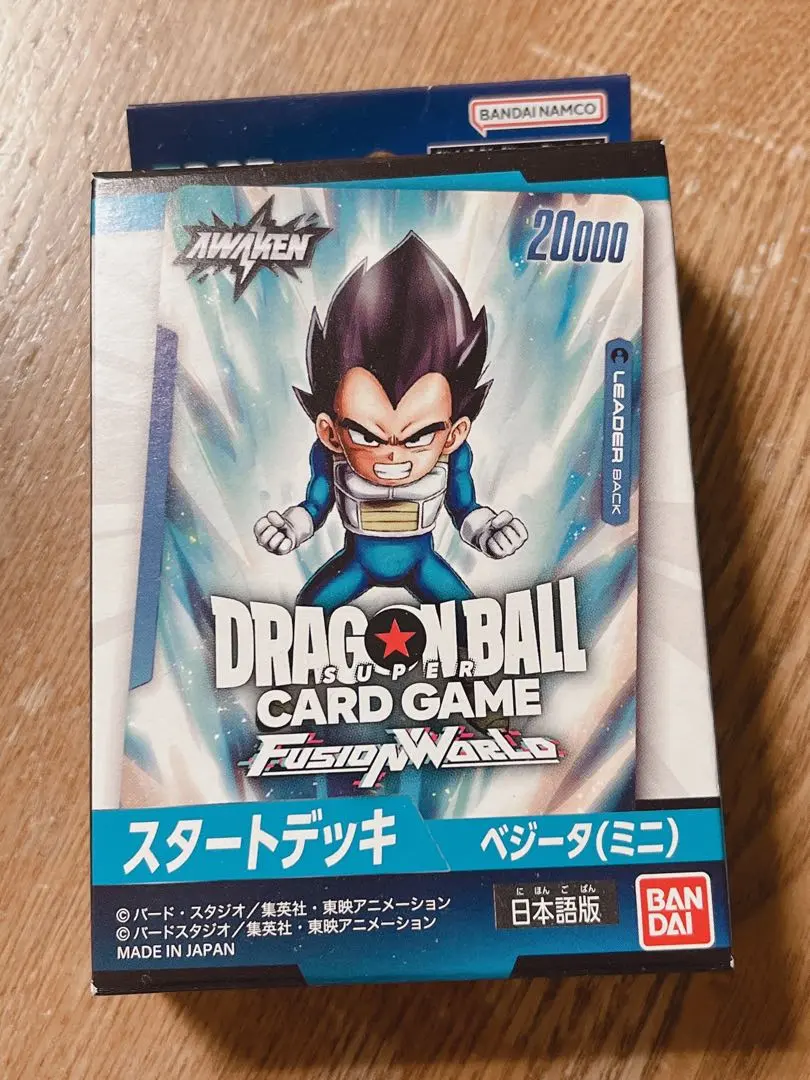 BANDAI NAMCO
AWAKEN
20000
LEADER BACK
DRAGON BALL
SUPER
CARD GAME
FUSION WORLD
スタートデッキ
ベジータ(ミニ)
にほんごばん
日本語版
BAN
DAI
©バード・スタジオ/集英社・東映アニメーション
©バードスタジオ/集英社・東映アニメーション
MADE IN JAPAN